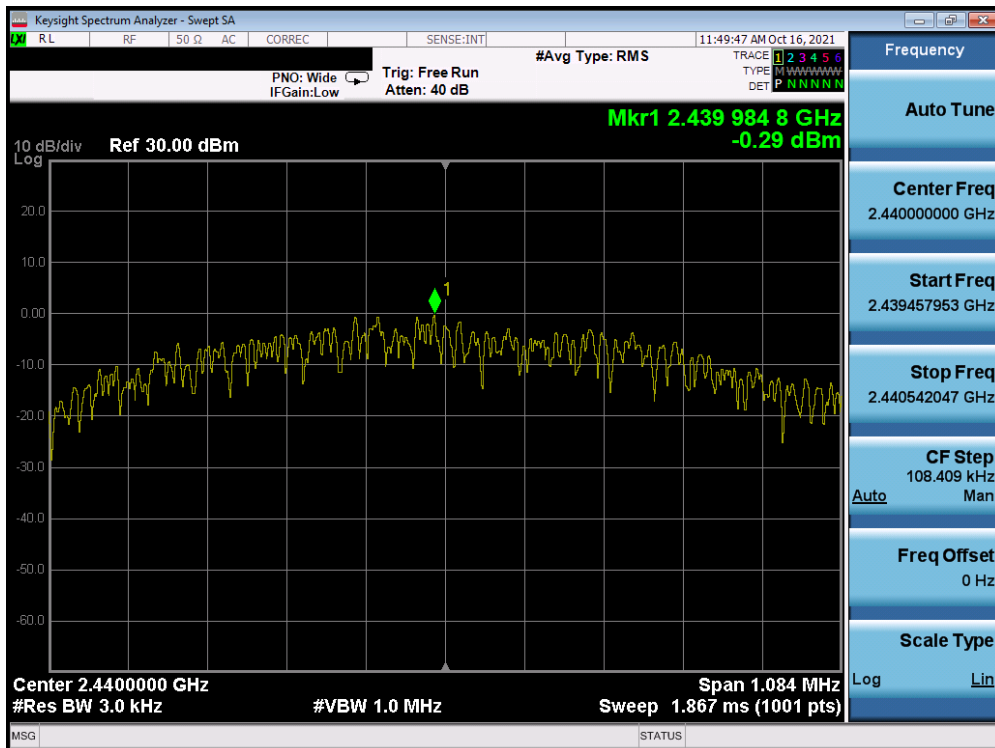 Keysight Spectrum Analyzer - Swept SA
LXI RL RF 50 Ω AC CORREC SENSE:INT 11:49:47 AM Oct 16, 2021
#Avg Type: RMS
TRACE 1 2 3 4 5 6
TYPE M WWWWW
DET P N N N N N
PNO: Wide
IFGain:Low
Trig: Free Run
Atten: 40 dB
Mkr1 2.439 984 8 GHz
-0.29 dBm
10 dB/div Ref 30.00 dBm
Log
20.0
10.0
0.00
-10.0
-20.0
-30.0
-40.0
-50.0
-60.0
1
Center 2.4400000 GHz Span 1.084 MHz
#Res BW 3.0 kHz #VBW 1.0 MHz Sweep 1.867 ms (1001 pts)
MSG STATUS
Frequency
Auto Tune
Center Freq
2.440000000 GHz
Start Freq
2.439457953 GHz
Stop Freq
2.440542047 GHz
CF Step
108.409 kHz
Auto Man
Freq Offset
0 Hz
Scale Type
Log Lin